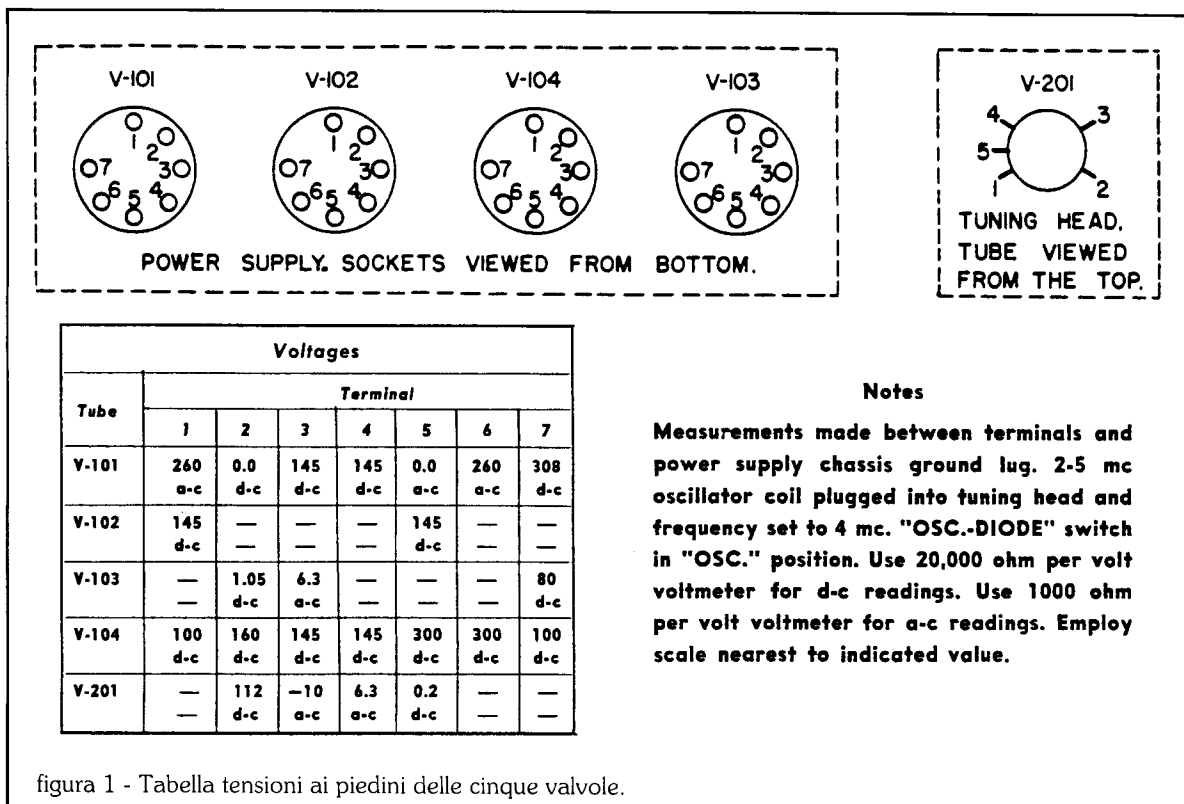 V-101 V-102 V-104 V-103
1 2 3 4 5 6 7
1 2 3 4 5 6 7
1 2 3 4 5 6 7
1 2 3 4 5 6 7
POWER SUPPLY. SOCKETS VIEWED FROM BOTTOM.
V-201
4 3
5
1 2
TUNING HEAD,
TUBE VIEWED
FROM THE TOP.
Voltages
Tube Terminal
1 2 3 4 5 6 7
V-101 260 0.0 145 145 0.0 260 308
a-c d-c d-c d-c a-c a-c d-c
V-102 145 — — — 145 — —
d-c — — — d-c — —
V-103 — 1.05 6.3 — — — 80
— d-c a-c — — — d-c
V-104 100 160 145 145 300 300 100
d-c d-c d-c d-c d-c d-c d-c
V-201 — 112 −10 6.3 0.2 — —
— d-c a-c a-c d-c — —
Notes
Measurements made between terminals and
power supply chassis ground lug. 2-5 mc
oscillator coil plugged into tuning head and
frequency set to 4 mc. "OSC.-DIODE" switch
in "OSC." position. Use 20,000 ohm per volt
voltmeter for d-c readings. Use 1000 ohm
per volt voltmeter for a-c readings. Employ
scale nearest to indicated value.
figura 1 - Tabella tensioni ai piedini delle cinque valvole.